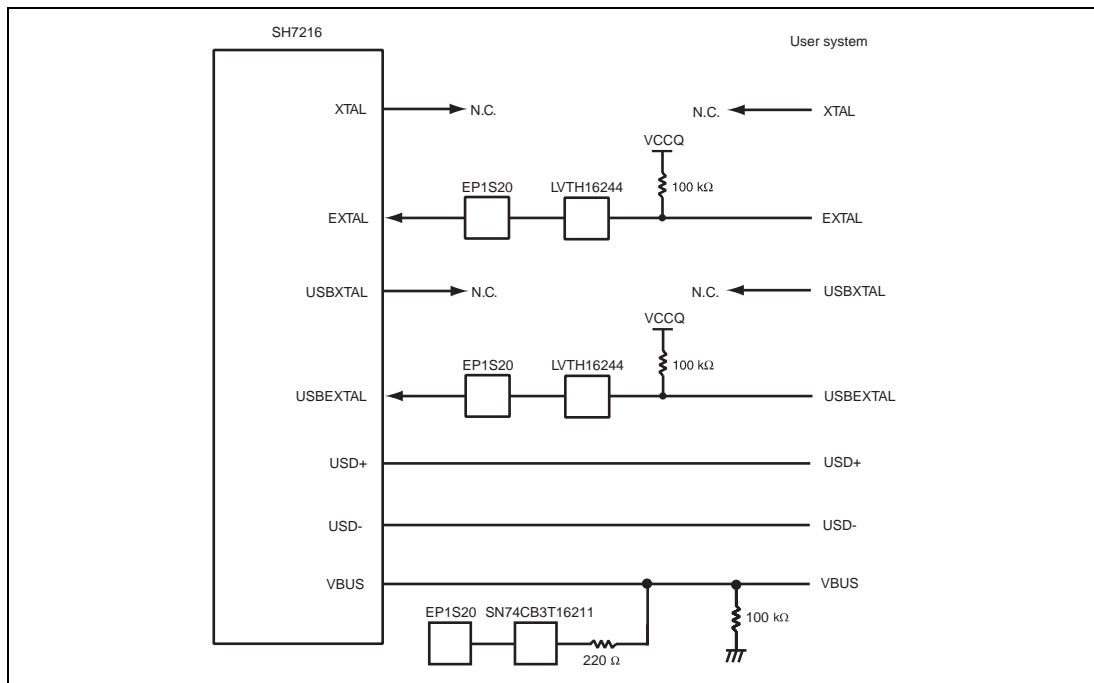 SH7216
User system
XTAL
N.C.
N.C.
XTAL
VCCQ
100 kΩ
EP1S20
LVTH16244
EXTAL
EXTAL
USBXTAL
N.C.
N.C.
USBXTAL
VCCQ
100 kΩ
EP1S20
LVTH16244
USBEXTAL
USBEXTAL
USD+
USD+
USD-
USD-
VBUS
VBUS
EP1S20
SN74CB3T16211
100 kΩ
220 Ω